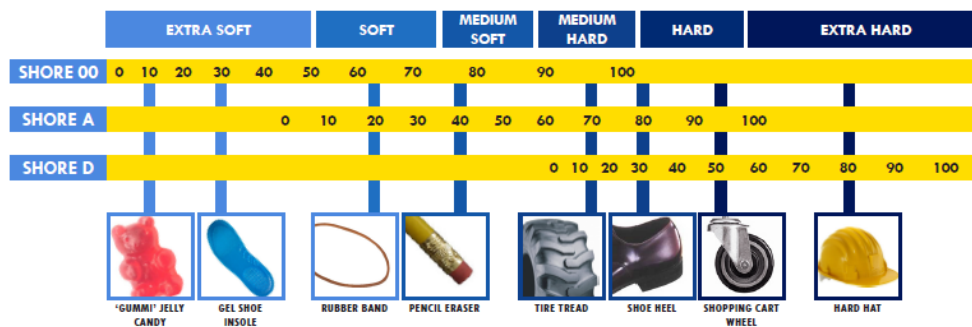 EXTRA SOFT SOFT MEDIUM SOFT MEDIUM HARD HARD EXTRA HARD
SHORE 00 0 10 20 30 40 50 60 70 80 90 100
SHORE A 0 10 20 30 40 50 60 70 80 90 100
SHORE D 0 10 20 30 40 50 60 70 80 90 100
'GUMMI' JELLY CANDY
GEL SHOE INSOLE
RUBBER BAND
PENCIL ERASER
TIRE TREAD
SHOE HEEL
SHOPPING CART WHEEL
HARD HAT